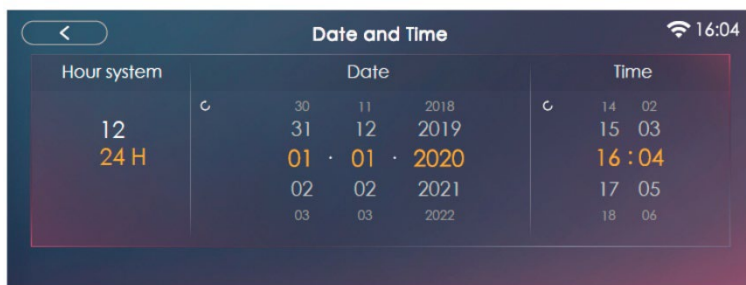 Date and Time
16:04
Hour system
Date
Time
30 11 2018 14 02
12 31 12 2019 15 03
24 H 01 · 01 · 2020 16 : 04
02 02 2021 17 05
03 03 2022 18 06